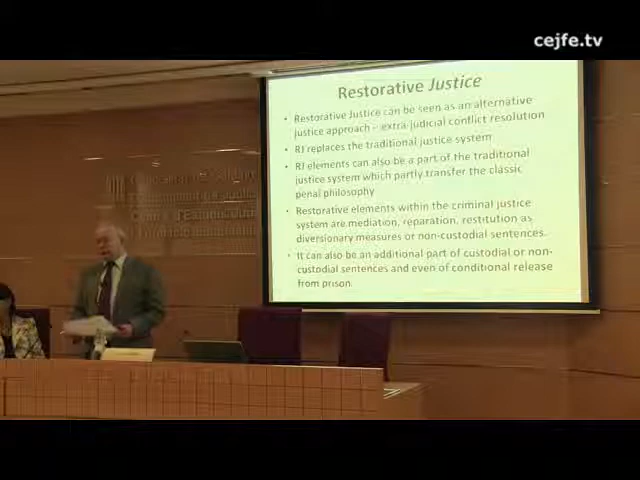 cejfe.tv
Restorative Justice
• Restorative Justice can be seen as an alternative
justice approach – extra judicial conflict resolution
• RJ replaces the traditional justice system
• RJ elements can also be a part of the traditional
justice system which partly transfer the classic
penal philosophy
• Restorative elements within the criminal justice
system are mediation, reparation, restitution as
diversionary measures or non-custodial sentences.
• It can also be an additional part of custodial or non-
custodial sentences and even of conditional release
from prison.